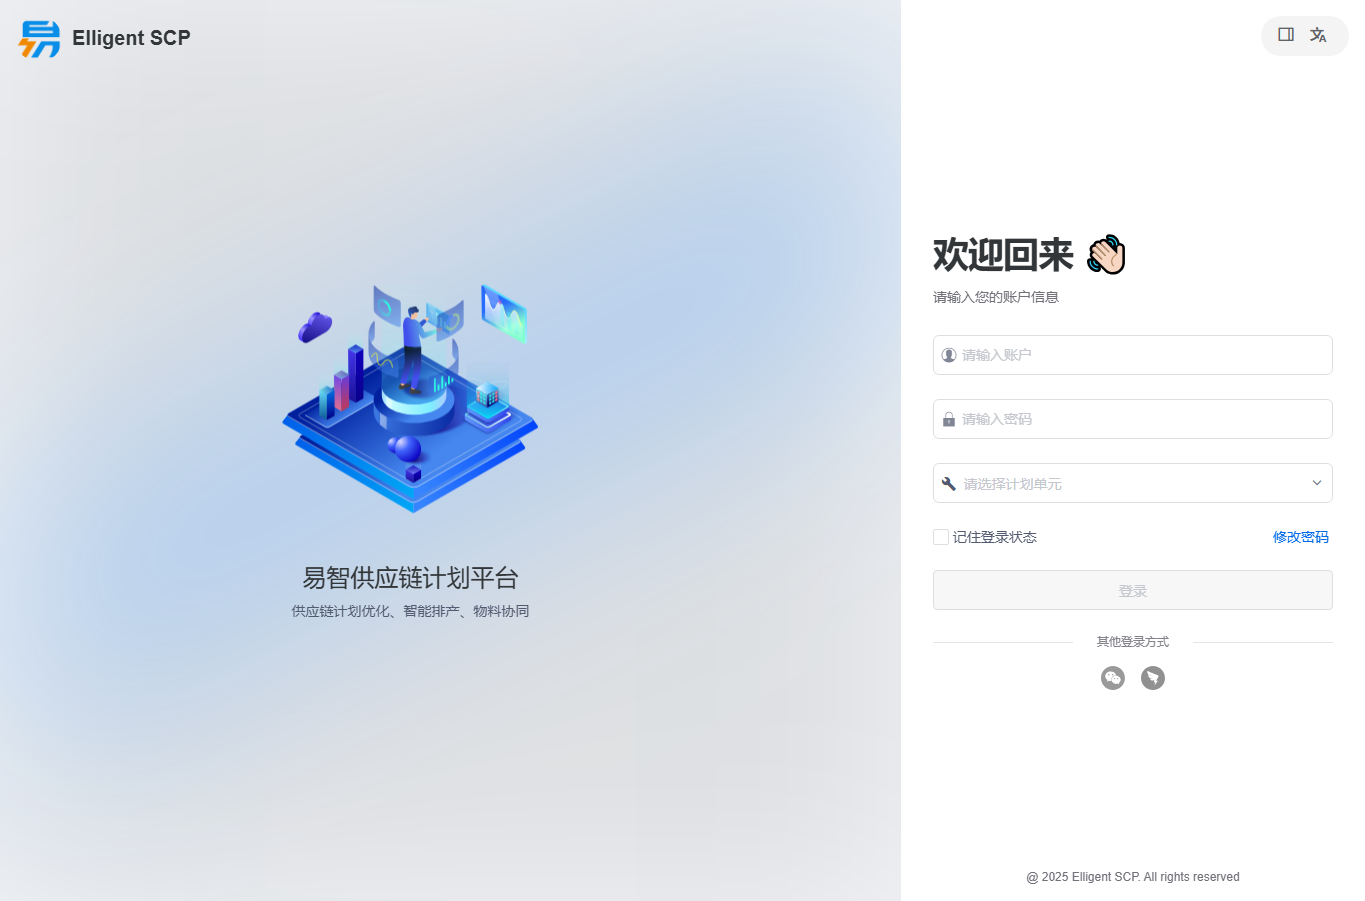 Elligent SCP
易智供应链计划平台
供应链计划优化、智能排产、物料协同
欢迎回来 👋🏻
请输入您的账户信息
请输入账户
请输入密码
请选择计划单元
记住登录状态
修改密码
登录
其他登录方式
@ 2025 Elligent SCP. All rights reserved